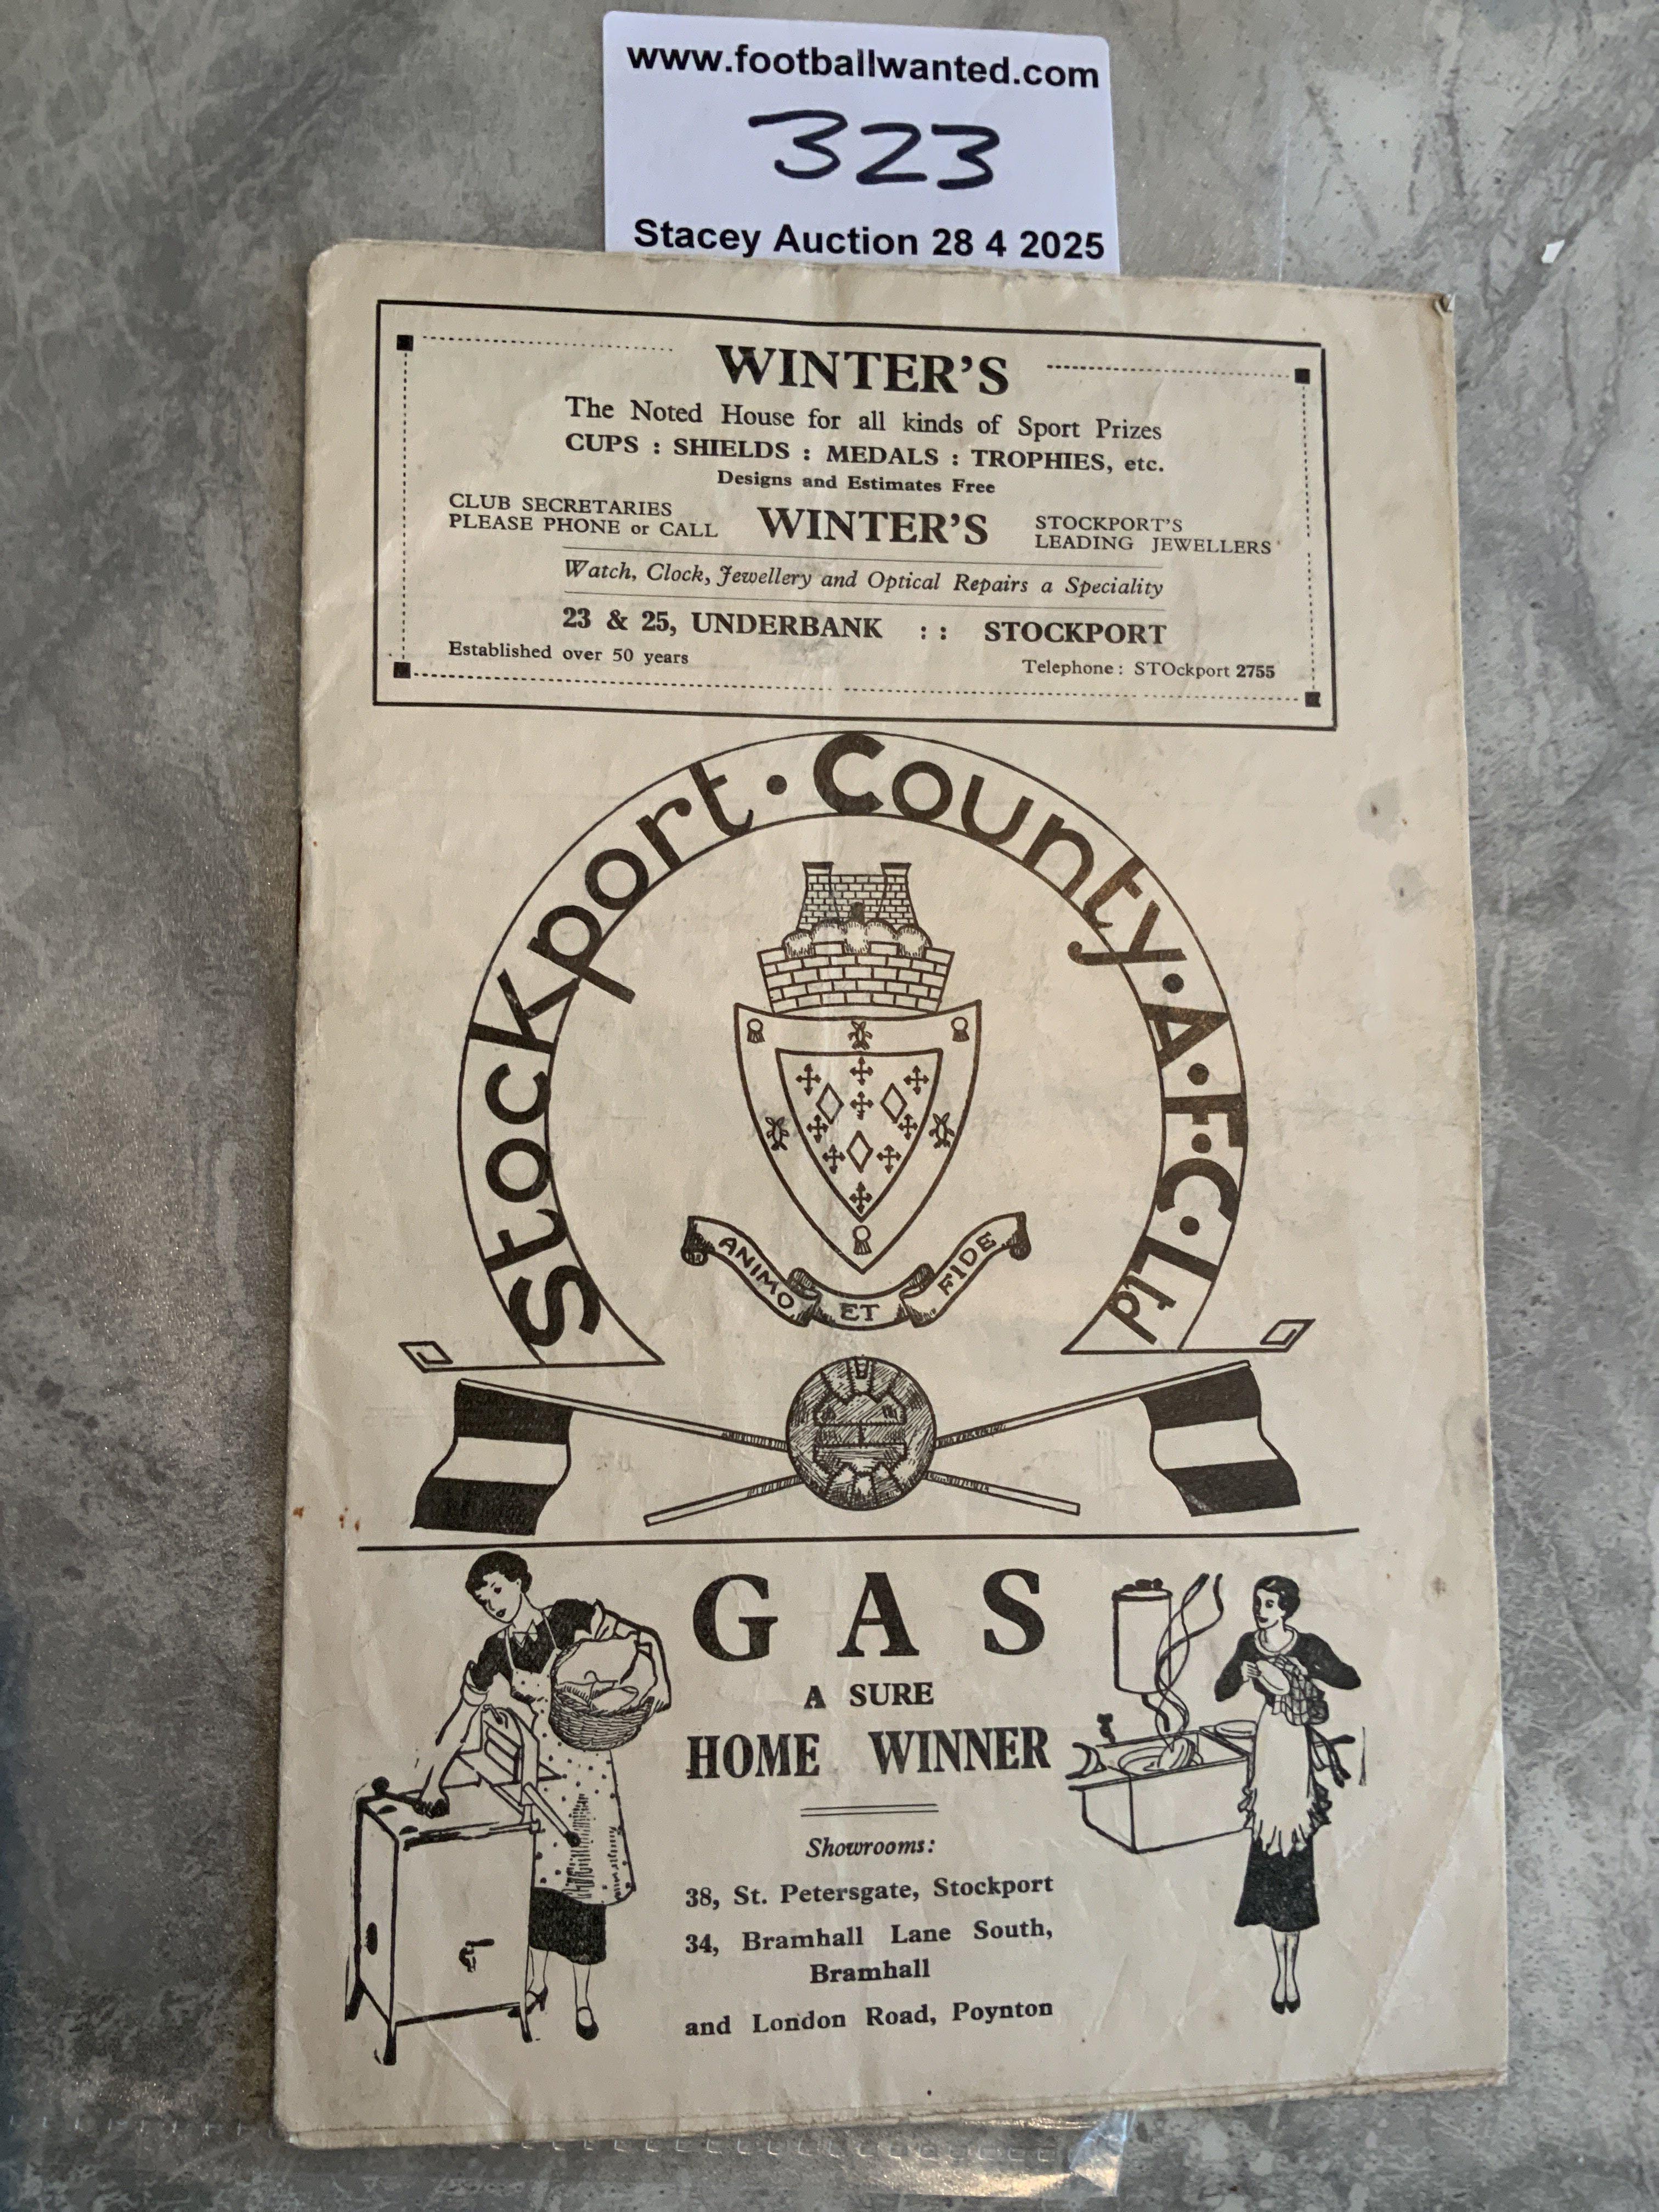 www.footballwanted.com
323
Stacey Auction 28 4 2025
WINTER'S
The Noted House for all kinds of Sport Prizes
CUPS : SHIELDS : MEDALS : TROPHIES, etc.
Designs and Estimates Free
CLUB SECRETARIES
PLEASE PHONE or CALL
WINTER'S
STOCKPORT'S
LEADING JEWELLERS
Watch, Clock, Jewellery and Optical Repairs a Speciality
23 & 25, UNDERBANK : : STOCKPORT
Established over 50 years
Telephone : STOckport 2755
Stockport · County · A · F · C · Ltd
ANIMO ET FIDE
GAS
A SURE
HOME WINNER
Showrooms:
38, St. Petersgate, Stockport
34, Bramhall Lane South,
Bramhall
and London Road, Poynton